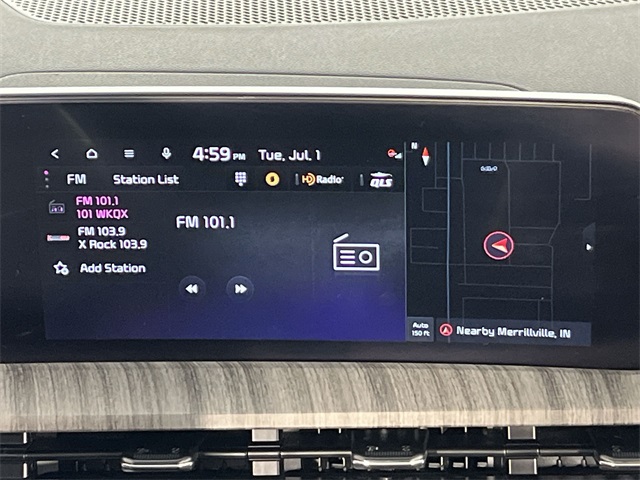 4:59 PM Tue, Jul. 1
FM Station List HD Radio QLS
FM 101.1
101 WKQX
FM 103.9
X Rock 103.9
Add Station
FM 101.1
N
Auto
150 ft
Nearby Merrillville, IN